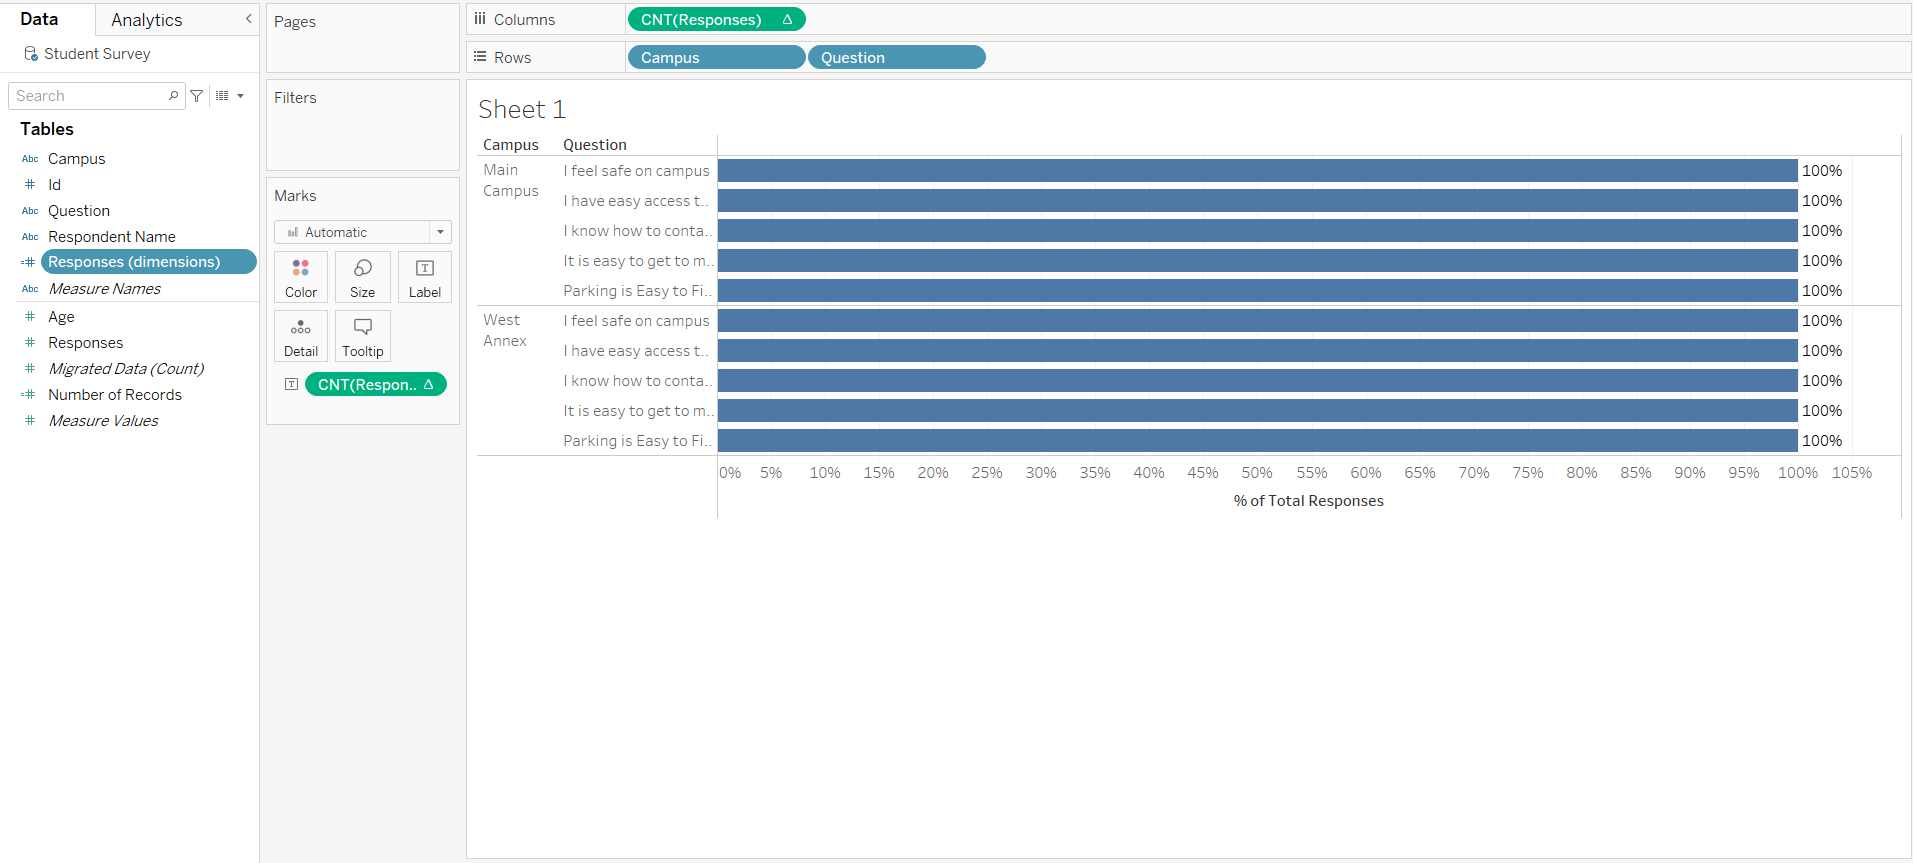 Data
Analytics
Student Survey
Search
Tables
Abc Campus
# Id
Abc Question
Abc Respondent Name
=# Responses (dimensions)
Abc Measure Names
# Age
# Responses
# Migrated Data (Count)
=# Number of Records
# Measure Values
Pages
Filters
Marks
Automatic
Color
Size
T Label
Detail
Tooltip
T CNT(Respon.. Δ
Columns
CNT(Responses) Δ
Rows
Campus
Question
Sheet 1
Campus
Question
Main
Campus
I feel safe on campus
100%
I have easy access t..
100%
I know how to conta..
100%
It is easy to get to m..
100%
Parking is Easy to Fi..
100%
West
Annex
I feel safe on campus
100%
I have easy access t..
100%
I know how to conta..
100%
It is easy to get to m..
100%
Parking is Easy to Fi..
100%
0% 5% 10% 15% 20% 25% 30% 35% 40% 45% 50% 55% 60% 65% 70% 75% 80% 85% 90% 95% 100% 105%
% of Total Responses